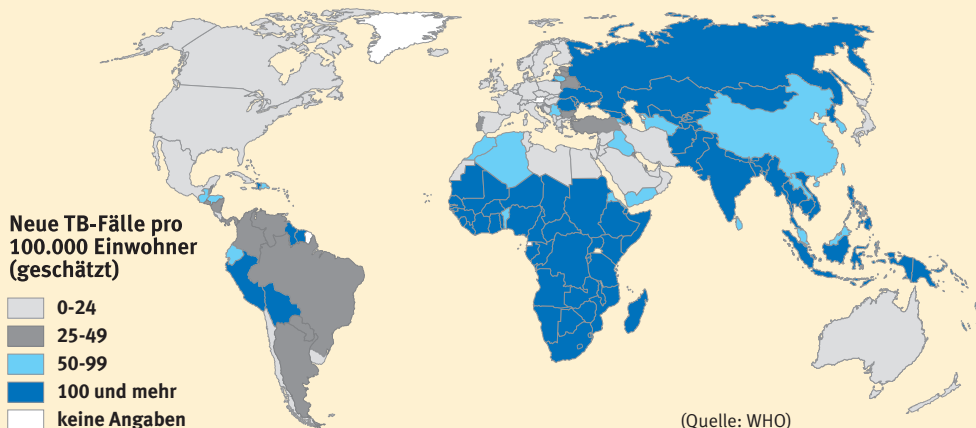 Neue TB-Fälle pro
100.000 Einwohner
(geschätzt)
0-24
25-49
50-99
100 und mehr
keine Angaben
(Quelle: WHO)